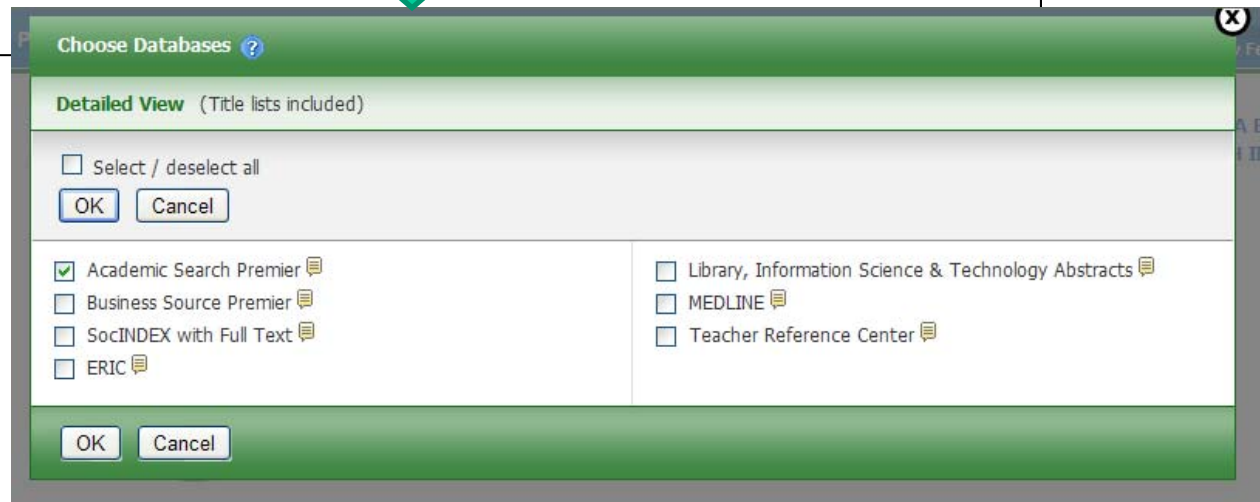 Choose Databases ?
X
Detailed View (Title lists included)
Select / deselect all
OK Cancel
Academic Search Premier
Business Source Premier
SocINDEX with Full Text
ERIC
Library, Information Science & Technology Abstracts
MEDLINE
Teacher Reference Center
OK Cancel